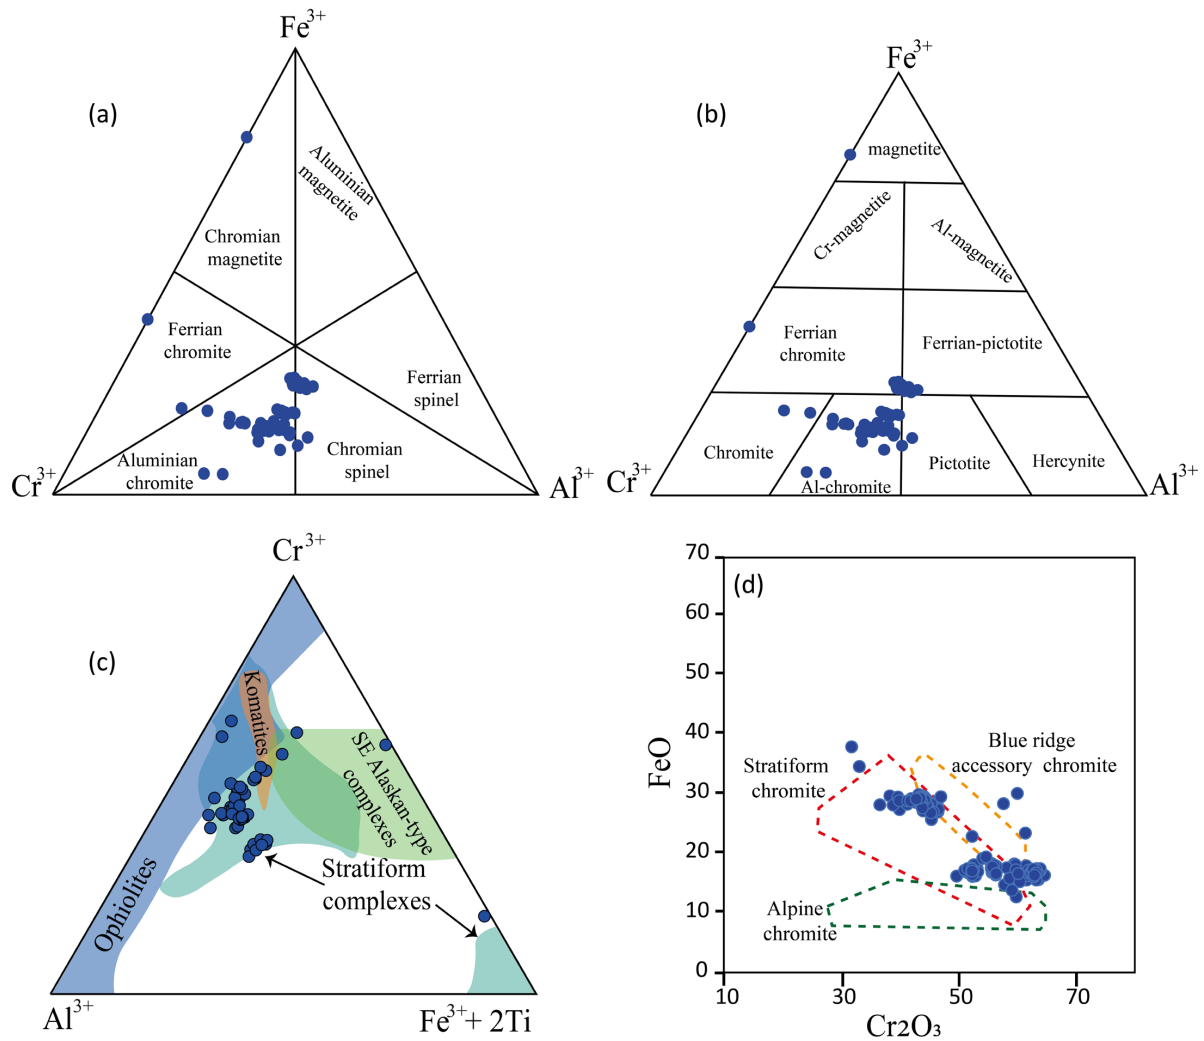 Fe3+
(a)
Aluminian
magnetite
Chromian
magnetite
Ferrian
chromite
Ferrian
spinel
Aluminian
chromite
Chromian
spinel
Cr3+
Al3+
Fe3+
(b)
magnetite
Cr-magnetite
Al-magnetite
Ferrian
chromite
Ferrian-pictotite
Chromite
Al-chromite
Pictotite
Hercynite
Cr3+
Al3+
Cr3+
(c)
Komatites
SE Alaskan-type
complexes
Stratiform
complexes
Ophiolites
Al3+
Fe3++ 2Ti
(d)
70
60
50
40
30
20
10
0
FeO
Stratiform
chromite
Blue ridge
accessory chromite
Alpine
chromite
10
30
50
70
Cr2O3